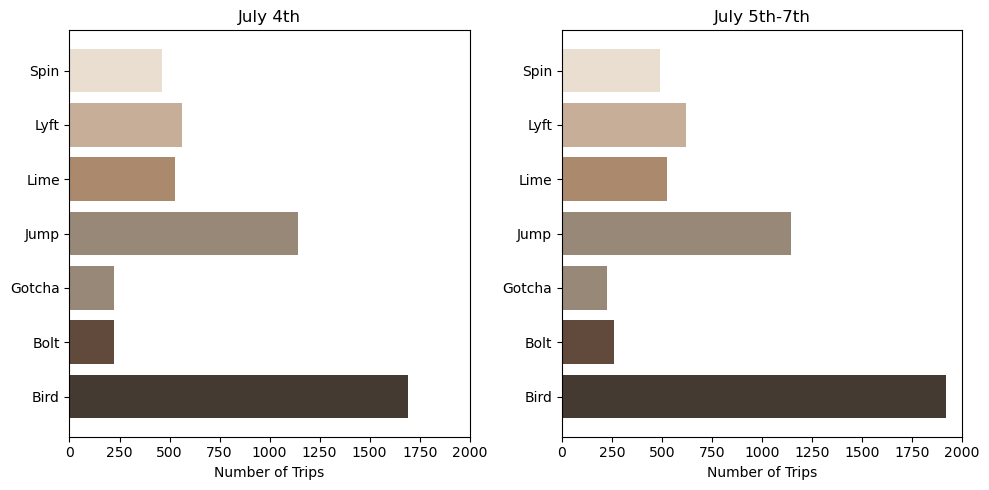 July 4th
Spin
Lyft
Lime
Jump
Gotcha
Bolt
Bird
0 250 500 750 1000 1250 1500 1750 2000
Number of Trips
July 5th-7th
Spin
Lyft
Lime
Jump
Gotcha
Bolt
Bird
0 250 500 750 1000 1250 1500 1750 2000
Number of Trips